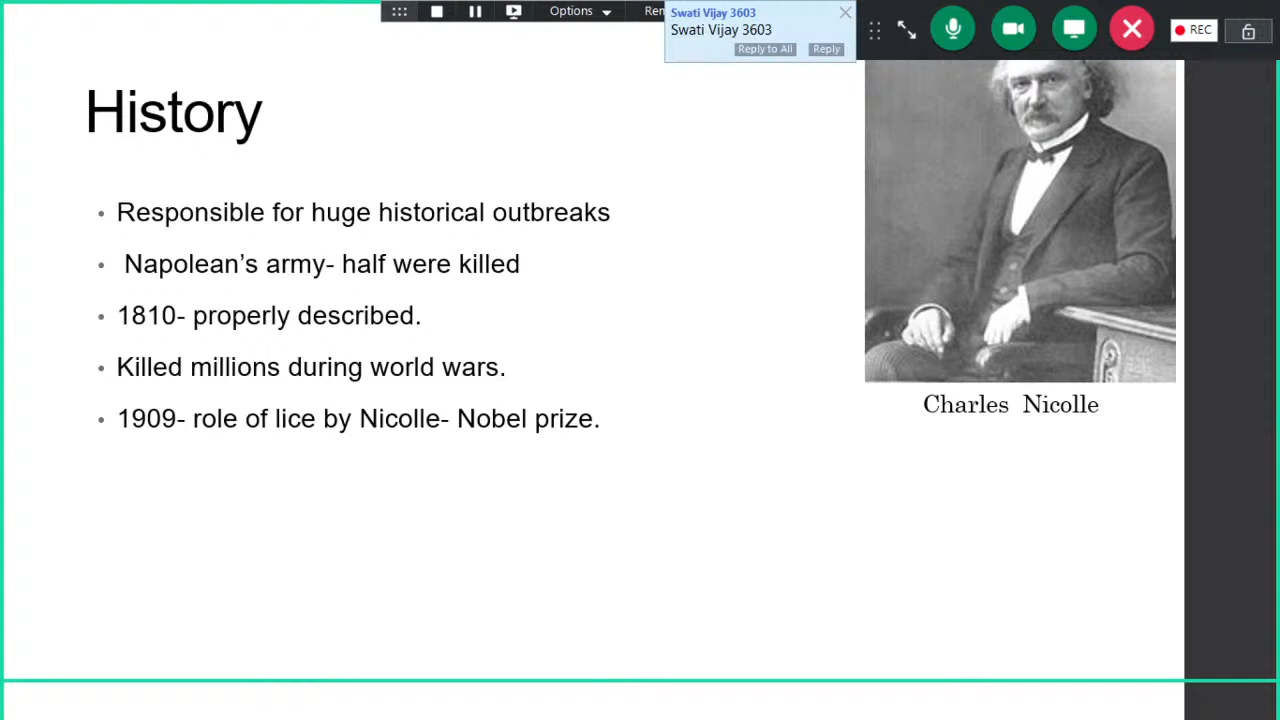 Options
Swati Vijay 3603
Swati Vijay 3603
Reply to All Reply
REC
History
• Responsible for huge historical outbreaks
• Napolean’s army- half were killed
• 1810- properly described.
• Killed millions during world wars.
• 1909- role of lice by Nicolle- Nobel prize.
Charles Nicolle